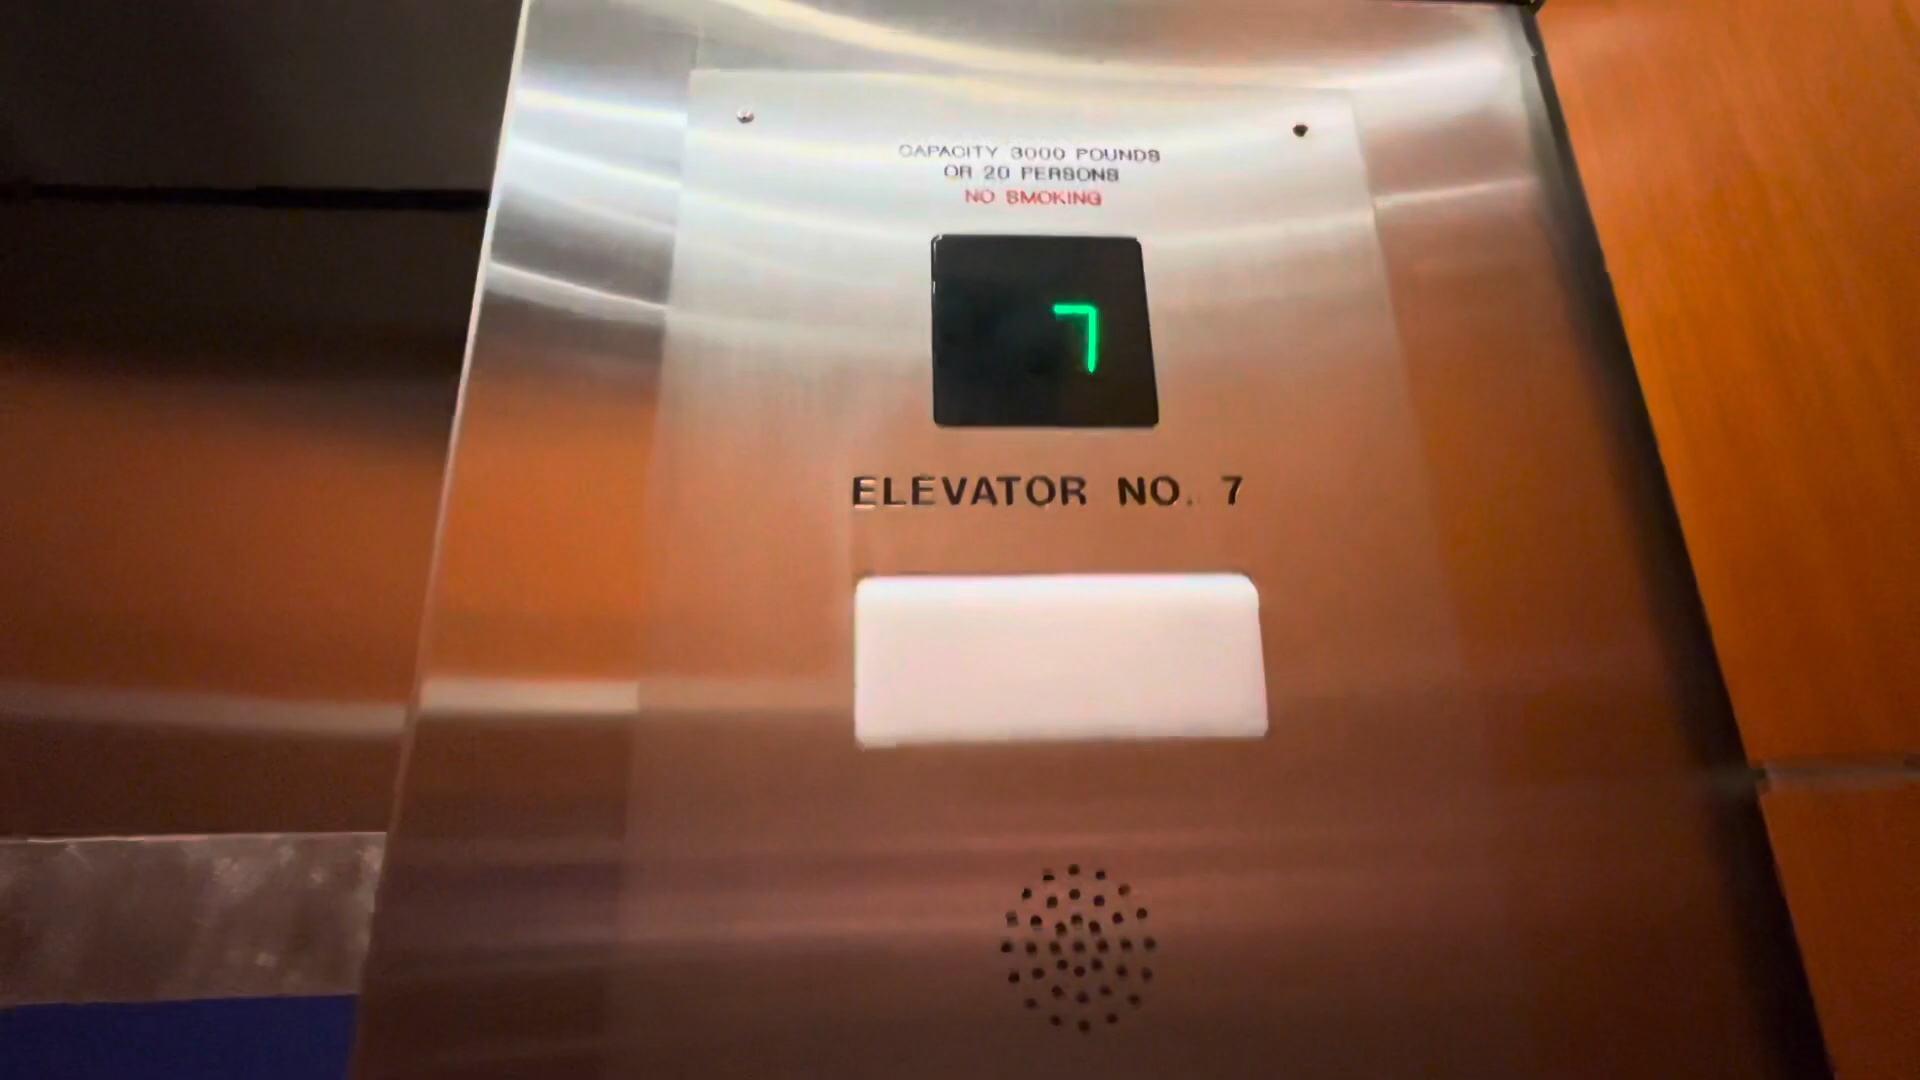 CAPACITY 3000 POUNDS
OR 20 PERSONS
NO SMOKING
7
ELEVATOR NO. 7